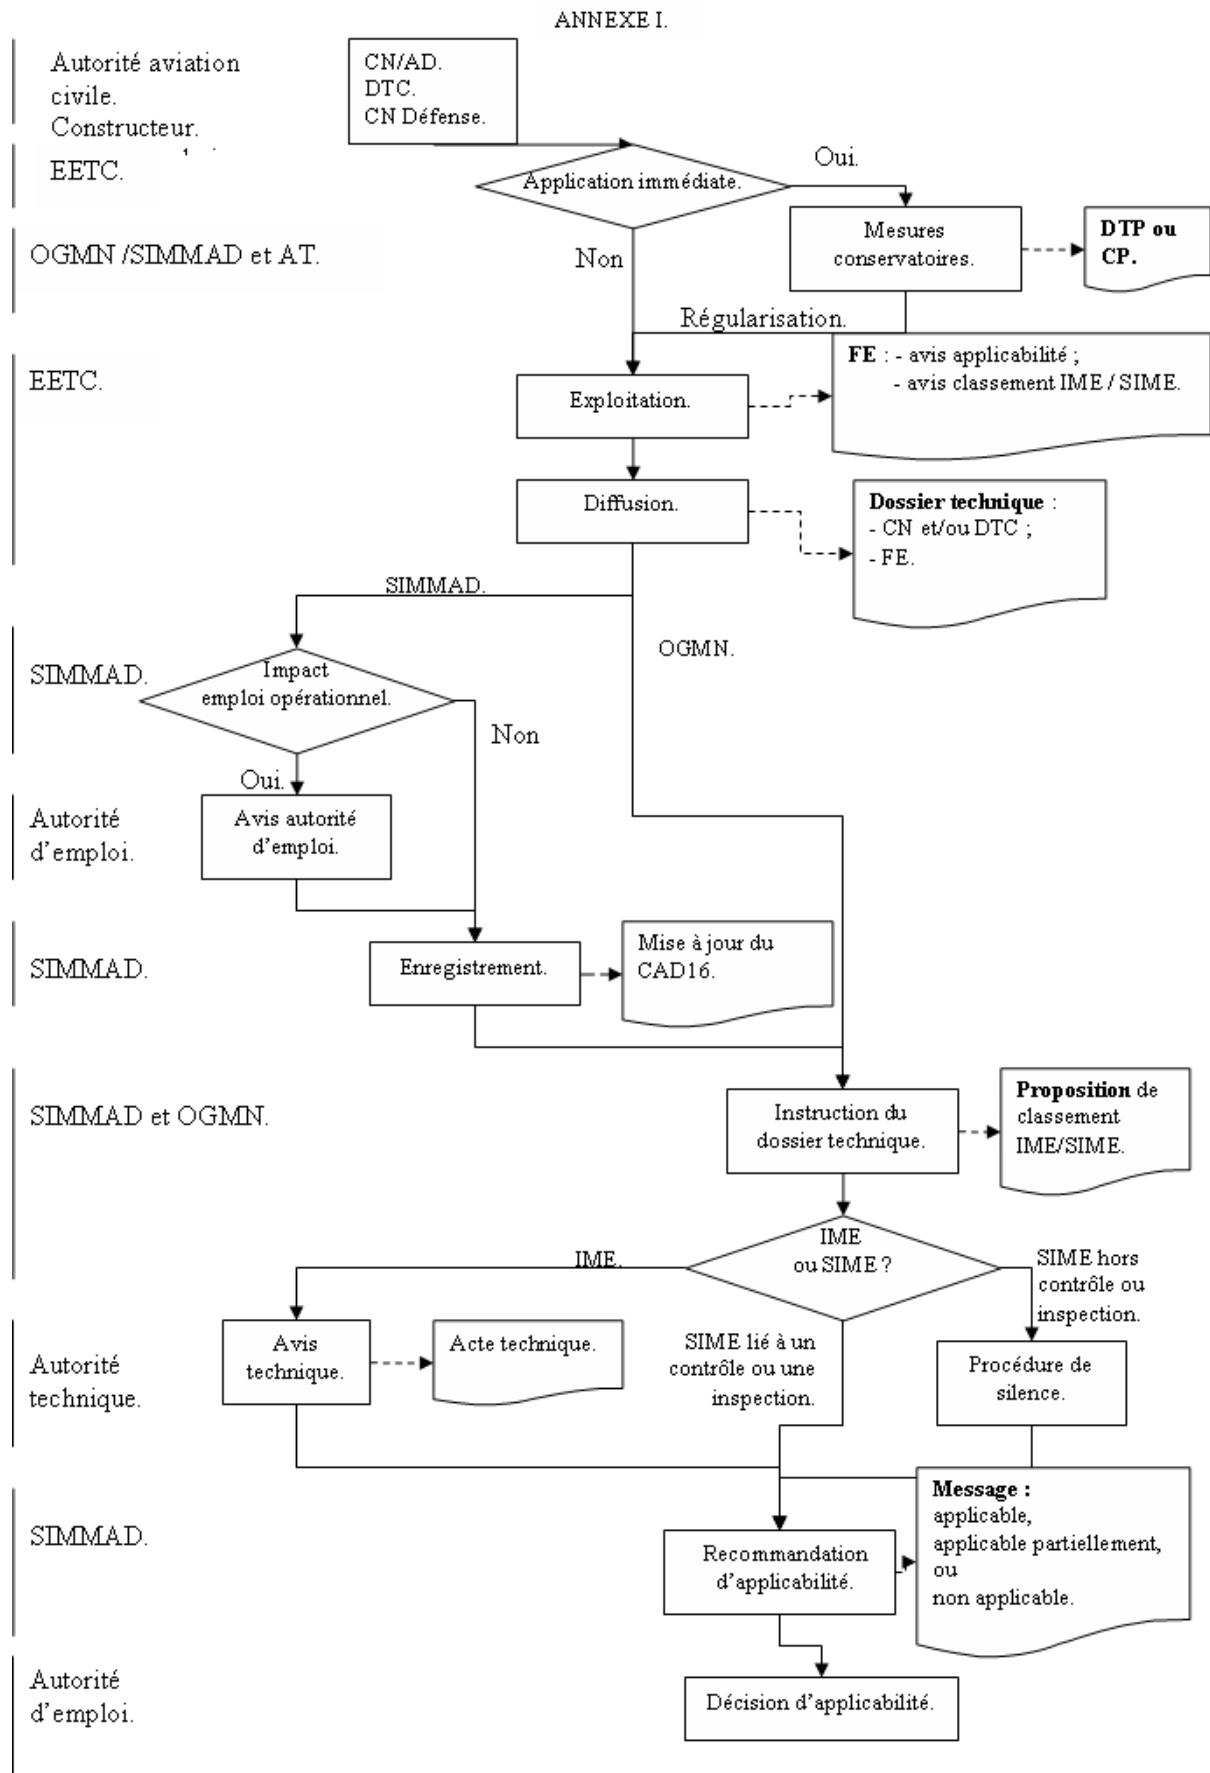 ANNEXE I.
Autorité aviation
civile.
Constructeur.
CN/AD.
DTC.
CN Défense.
EETC.
Application immédiate.
Oui.
OGMN /SIMMAD et AT.
Non
Mesures
conservatoires.
DTP ou
CP.
Régularisation.
EETC.
FE : - avis applicabilité ;
- avis classement IME / SIME.
Exploitation.
Diffusion.
Dossier technique :
- CN et/ou DTC ;
- FE.
SIMMAD.
OGMN.
SIMMAD.
Impact
emploi opérationnel.
Non
Oui.
Autorité
d'emploi.
Avis autorité
d'emploi.
SIMMAD.
Enregistrement.
Mise à jour du
CAD16.
SIMMAD et OGMN.
Instruction du
dossier technique.
Proposition de
classement
IME/SIME.
IME
ou SIME ?
IME.
SIME hors
contrôle ou
inspection.
SIME lié à un
contrôle ou une
inspection.
Autorité
technique.
Avis
technique.
Acte technique.
Procédure de
silence.
SIMMAD.
Recommandation
d'applicabilité.
Message :
applicable,
applicable partiellement,
ou
non applicable.
Autorité
d'emploi.
Décision d'applicabilité.